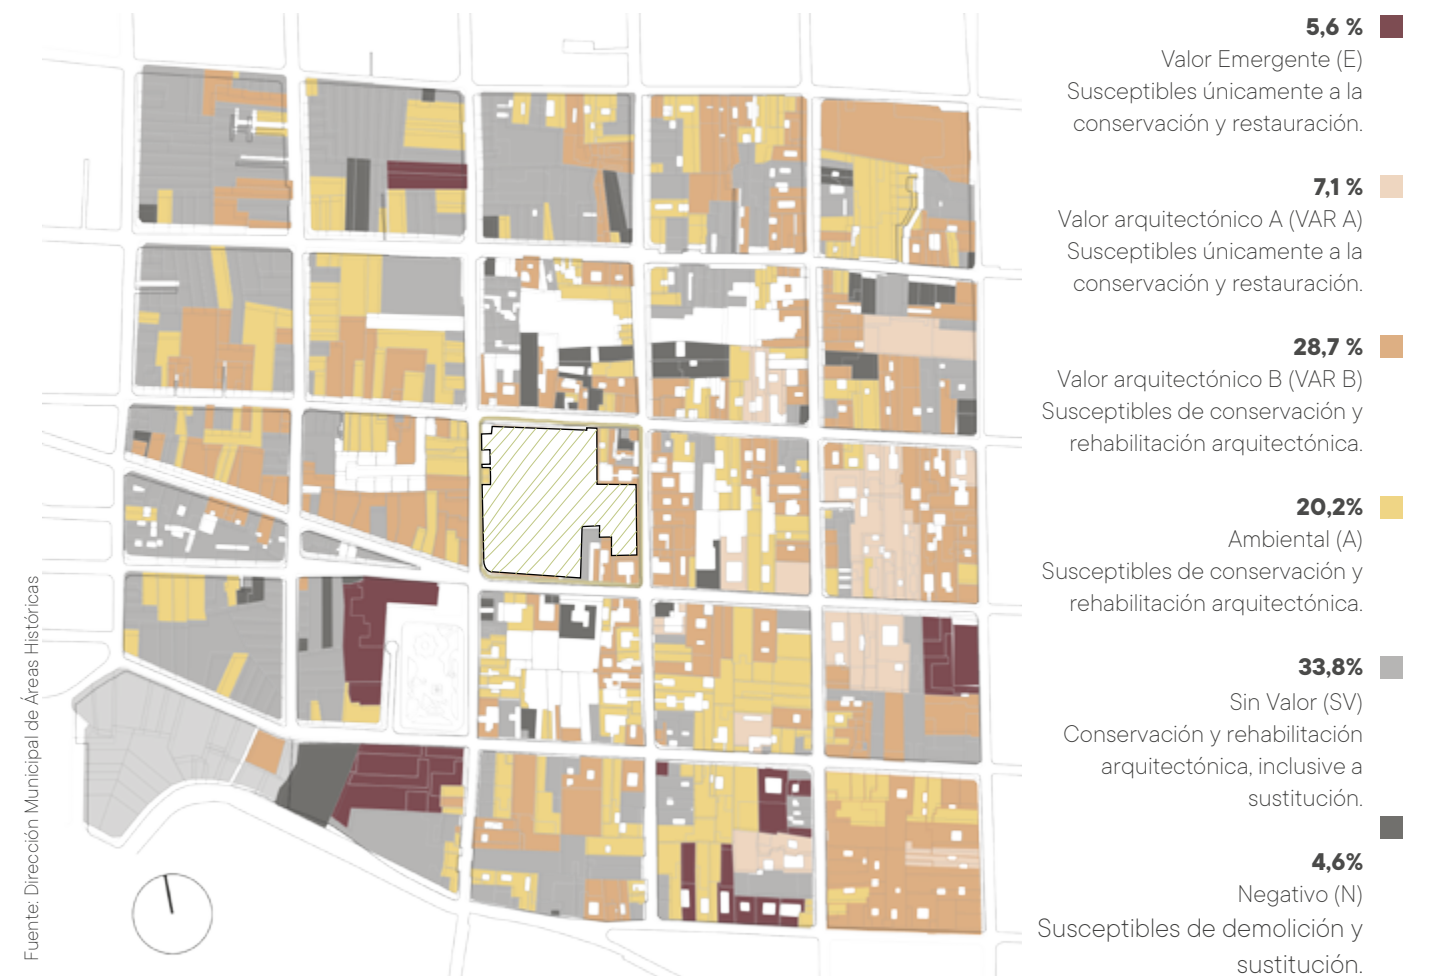 5,6 %
Valor Emergente (E)
Susceptibles únicamente a la
conservación y restauración.
7,1 %
Valor arquitectónico A (VAR A)
Susceptibles únicamente a la
conservación y restauración.
28,7 %
Valor arquitectónico B (VAR B)
Susceptibles de conservación y
rehabilitación arquitectónica.
20,2%
Ambiental (A)
Susceptibles de conservación y
rehabilitación arquitectónica.
33,8%
Sin Valor (SV)
Conservación y rehabilitación
arquitectónica, inclusive a
sustitución.
4,6%
Negativo (N)
Susceptibles de demolición y
sustitución.
Fuente: Dirección Municipal de Áreas Históricas